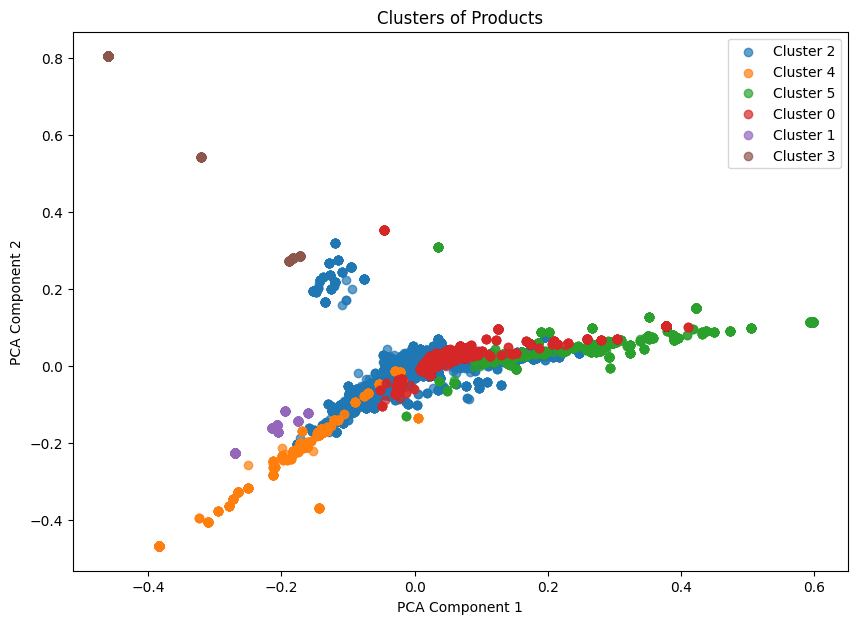 Clusters of Products
Cluster 2
Cluster 4
Cluster 5
Cluster 0
Cluster 1
Cluster 3
PCA Component 2
0.8
0.6
0.4
0.2
0.0
−0.2
−0.4
−0.4
−0.2
0.0
0.2
0.4
0.6
PCA Component 1